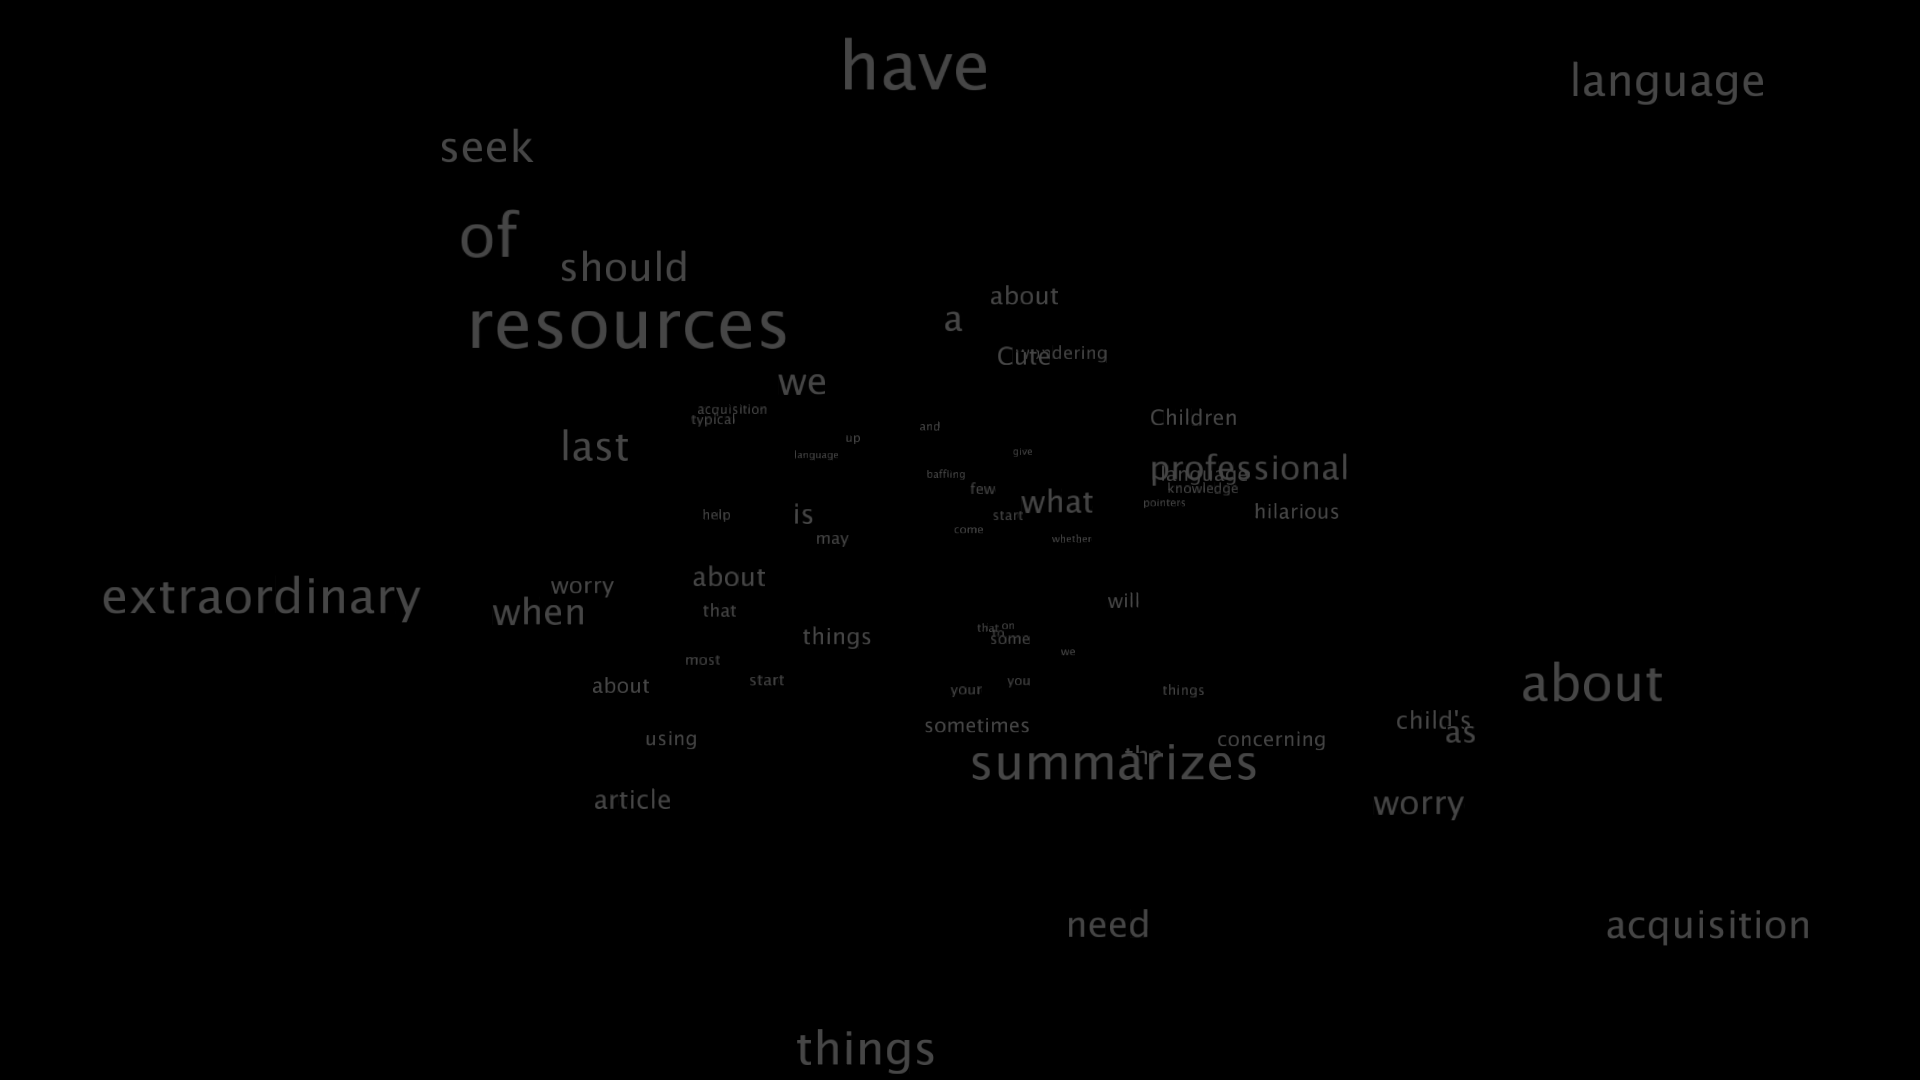 have
language
seek
of
should
about
resources
a
Cute
wondering
we
acquisition
typical
Children
and
up
last
language
give
professional
language
baffling
knowledge
few
what
pointers
hilarious
help
is
start
come
may
whether
about
worry
extraordinary
when
that
will
things
that
on
to
some
we
most
about
start
your
you
things
about
child's
as
sometimes
using
concerning
the
summarizes
article
worry
need
acquisition
things